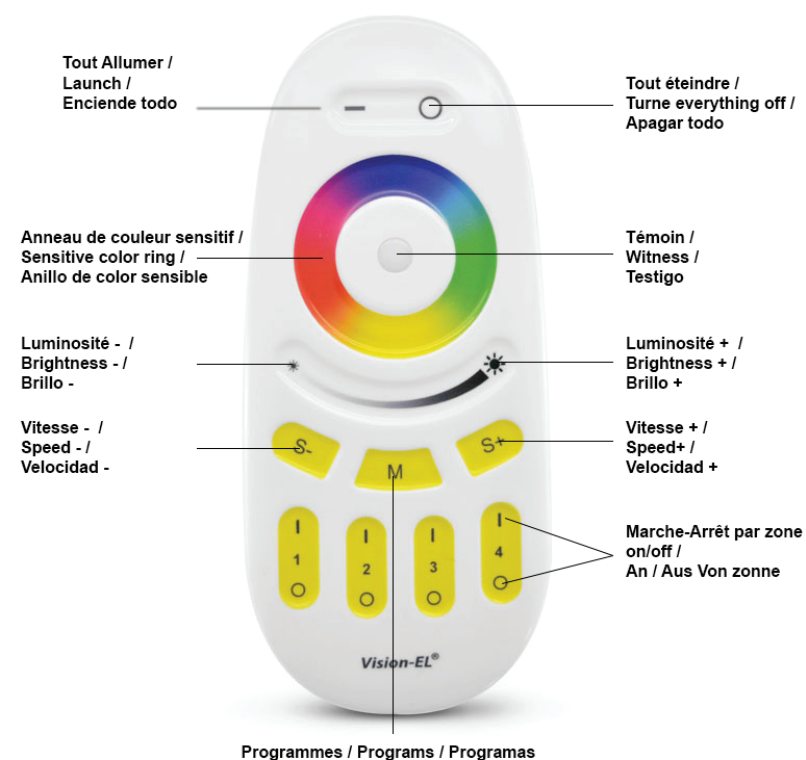 Tout Allumer /
Launch /
Enciende todo
Tout éteindre /
Turne everything off /
Apagar todo
Anneau de couleur sensitif /
Sensitive color ring /
Anillo de color sensible
Témoin /
Witness /
Testigo
Luminosité - /
Brightness - /
Brillo -
Luminosité + /
Brightness + /
Brillo +
Vitesse - /
Speed - /
Velocidad -
S-
M
S+
Vitesse + /
Speed+ /
Velocidad +
I
1
O
I
2
O
I
3
O
I
4
O
Marche-Arrêt par zone
on/off /
An / Aus Von zonne
Vision-EL®
Programmes / Programs / Programas